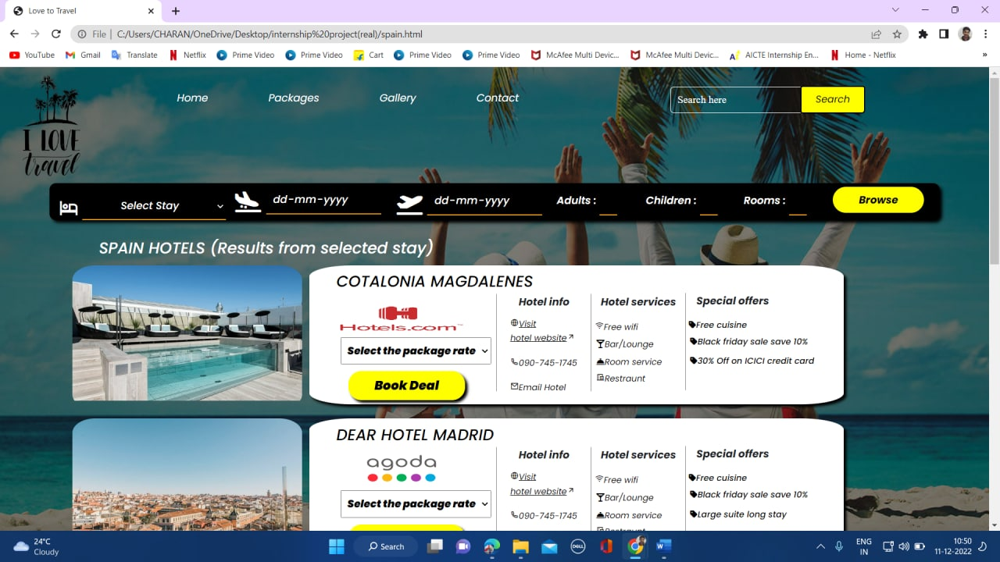 Love to Travel
File | C:/Users/CHARAN/OneDrive/Desktop/internship%20project(real)/spain.html
YouTube Gmail Translate Netflix Prime Video Prime Video Cart Prime Video Prime Video McAfee Multi Devic... McAfee Multi Devic... AICTE Internship En... Home - Netflix »
I LOVE
travel
Home Packages Gallery Contact Search here Search
Select Stay dd-mm-yyyy dd-mm-yyyy Adults : Children : Rooms : Browse
SPAIN HOTELS (Results from selected stay)
COTALONIA MAGDALENES
Hotels.com™
Select the package rate
Book Deal
Hotel info
Visit
hotel website
090-745-1745
Email Hotel
Hotel services
Free wifi
Bar/Lounge
Room service
Restraunt
Special offers
Free cuisine
Black friday sale save 10%
30% Off on ICICI credit card
DEAR HOTEL MADRID
agoda
Select the package rate
Hotel info
Visit
hotel website
090-745-1745
Hotel services
Free wifi
Bar/Lounge
Room service
Restraunt
Special offers
Free cuisine
Black friday sale save 10%
Large suite long stay
24°C
Cloudy
Search
DELL
ENG
IN
10:50
11-12-2022